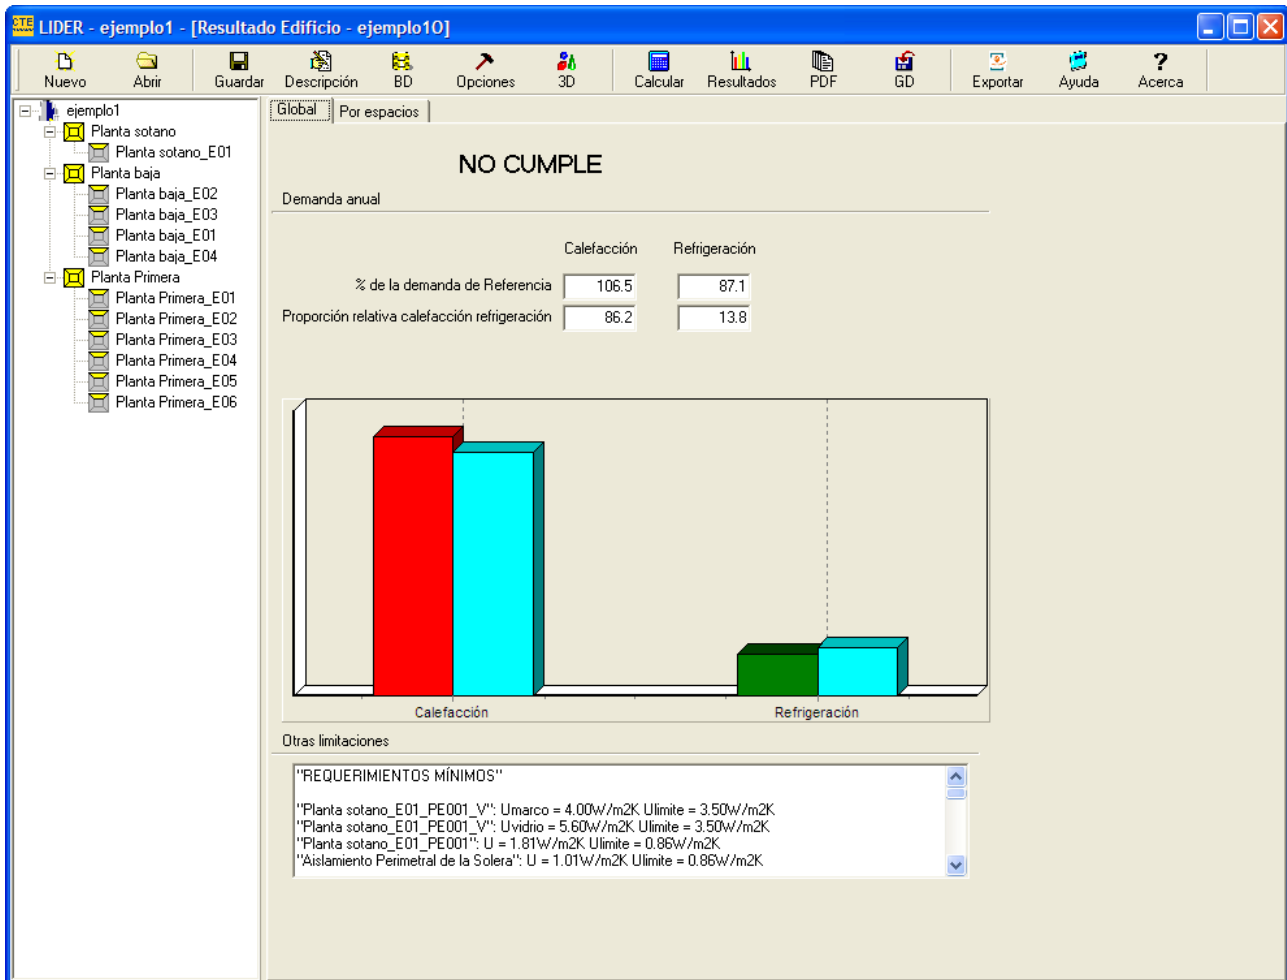 CTE LIDER - ejemplo1 - [Resultado Edificio - ejemplo1O]
Nuevo Abrir Guardar Descripción BD Opciones 3D Calcular Resultados PDF GD Exportar Ayuda Acerca
ejemplo1
Planta sotano
Planta sotano_E01
Planta baja
Planta baja_E02
Planta baja_E03
Planta baja_E01
Planta baja_E04
Planta Primera
Planta Primera_E01
Planta Primera_E02
Planta Primera_E03
Planta Primera_E04
Planta Primera_E05
Planta Primera_E06
Global Por espacios
NO CUMPLE
Demanda anual
Calefacción Refrigeración
% de la demanda de Referencia 106.5 87.1
Proporción relativa calefacción refrigeración 86.2 13.8
Calefacción Refrigeración
Otras limitaciones
"REQUERIMIENTOS MÍNIMOS"
"Planta sotano_E01_PE001_V": Umarco = 4.00W/m2K Ulimite = 3.50W/m2K
"Planta sotano_E01_PE001_V": Uvidrio = 5.60W/m2K Ulimite = 3.50W/m2K
"Planta sotano_E01_PE001": U = 1.81W/m2K Ulimite = 0.86W/m2K
"Aislamiento Perimetral de la Solera": U = 1.01W/m2K Ulimite = 0.86W/m2K